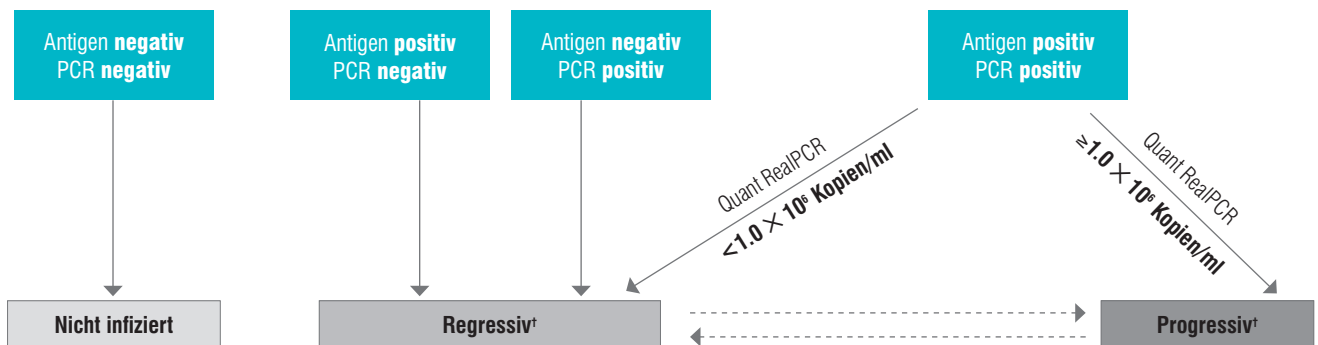 Antigen negativ
PCR negativ
Antigen positiv
PCR negativ
Antigen negativ
PCR positiv
Antigen positiv
PCR positiv
Quant RealPCR
<1.0 × 10⁶ Kopien/ml
Quant RealPCR
≥1.0 × 10⁶ Kopien/ml
Nicht infiziert
Regressiv†
Progressiv†